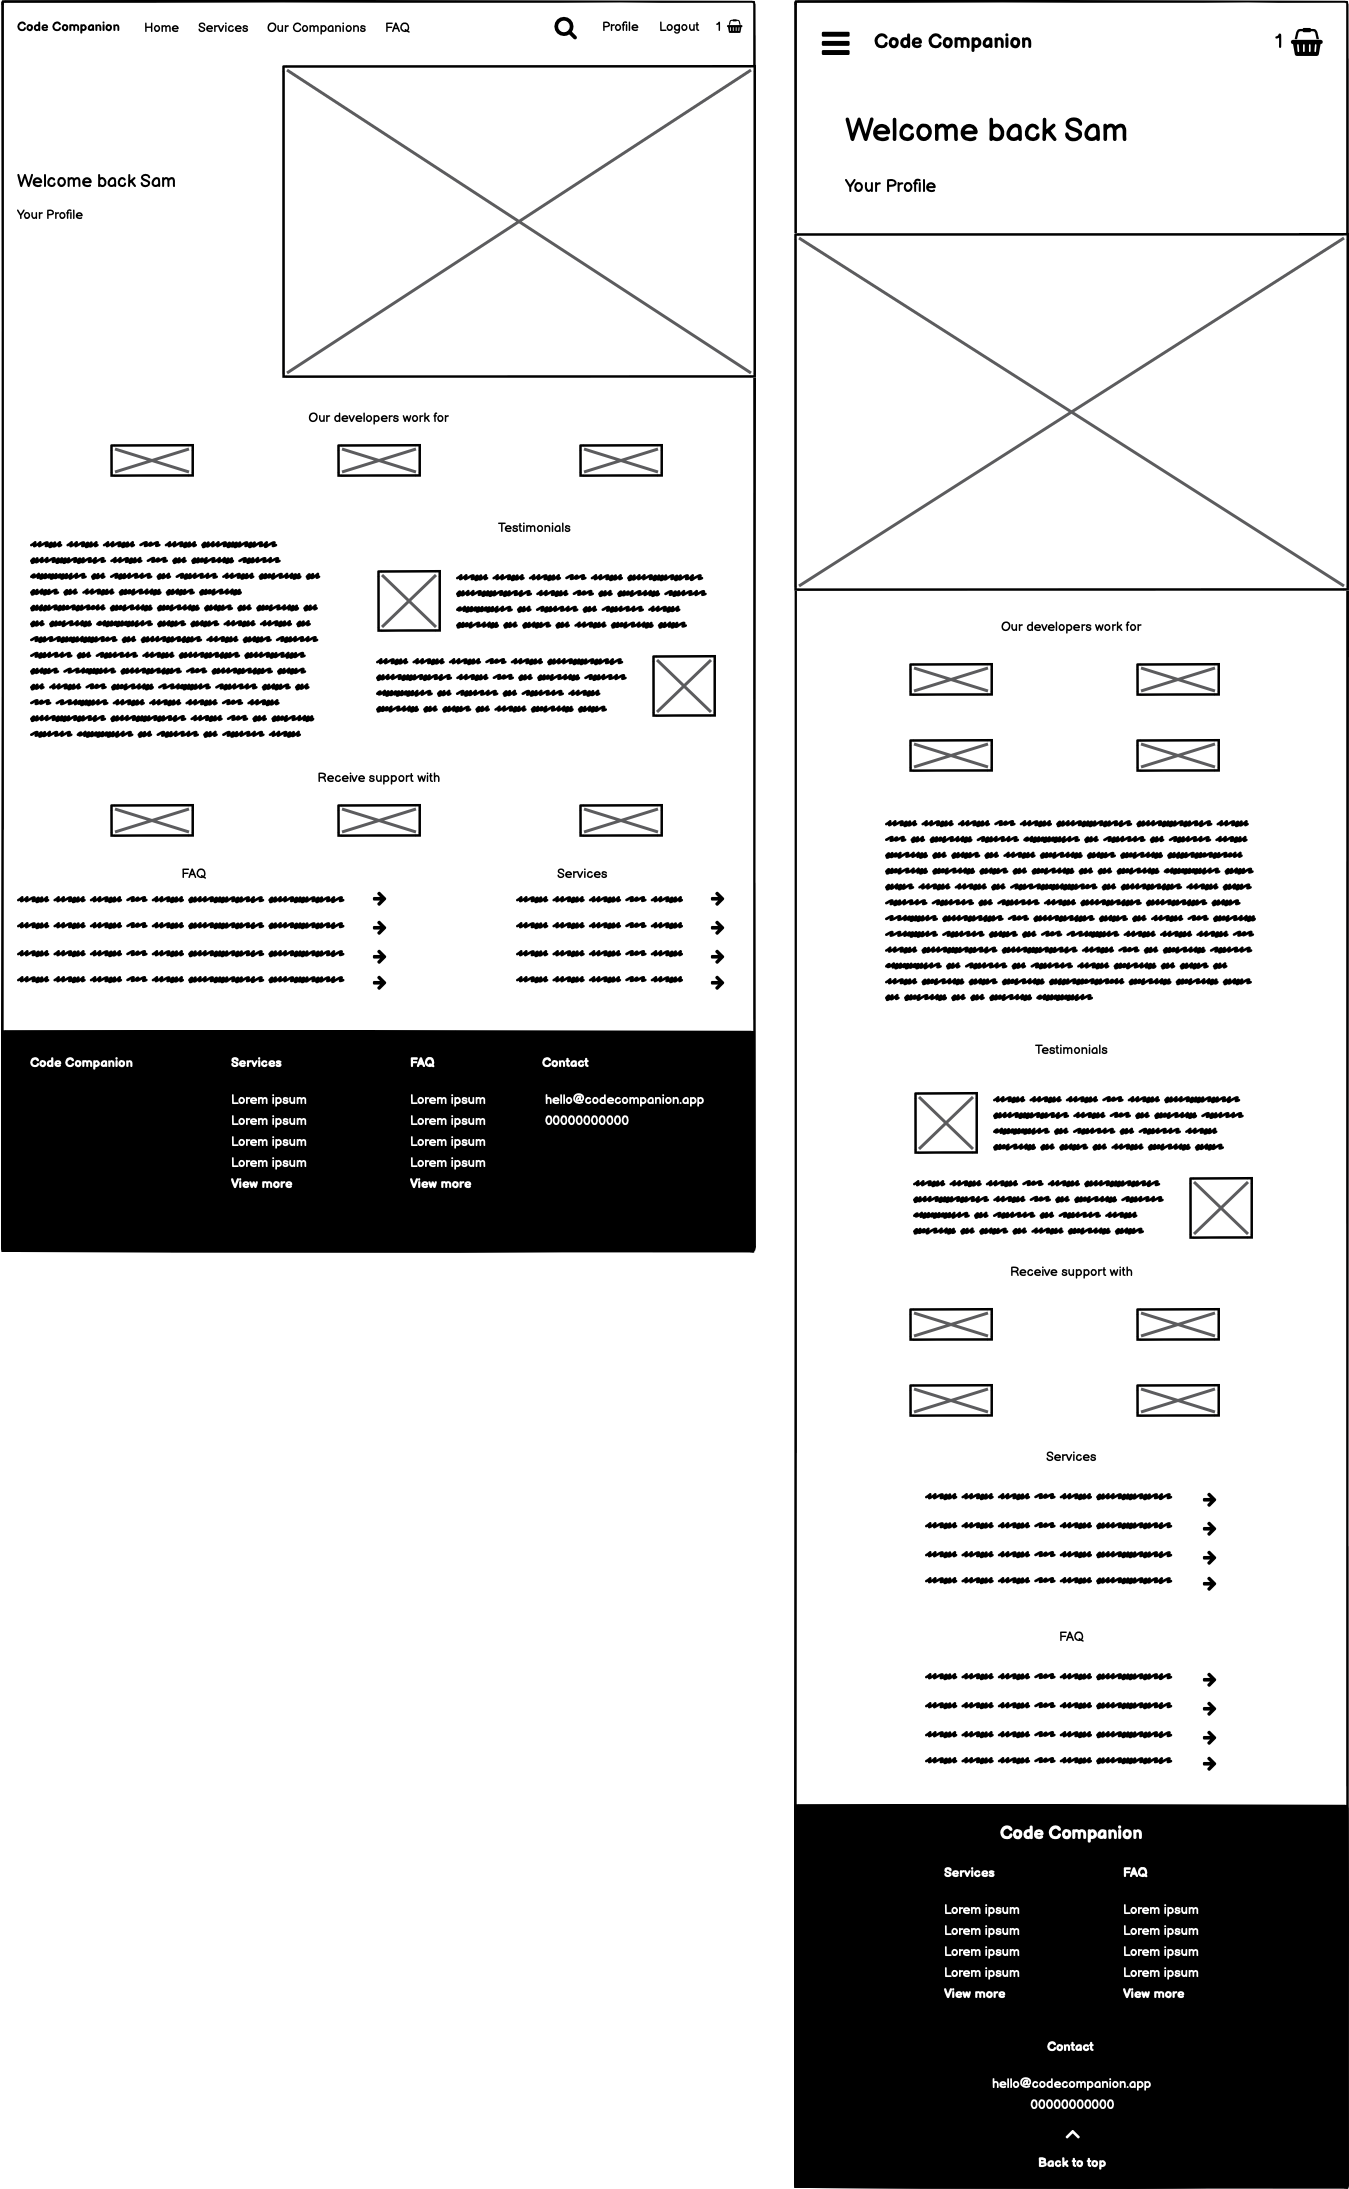 Code Companion Home Services Our Companions FAQ Profile Logout 1
Welcome back Sam
Your Profile
Our developers work for
Testimonials
Receive support with
FAQ Services
Code Companion Services FAQ Contact
Lorem ipsum Lorem ipsum hello@codecompanion.app
Lorem ipsum Lorem ipsum 00000000000
Lorem ipsum Lorem ipsum
Lorem ipsum Lorem ipsum
View more View more
Code Companion 1
Welcome back Sam
Your Profile
Our developers work for
Testimonials
Receive support with
Services
FAQ
Code Companion
Services FAQ
Lorem ipsum Lorem ipsum
Lorem ipsum Lorem ipsum
Lorem ipsum Lorem ipsum
Lorem ipsum Lorem ipsum
View more View more
Contact
hello@codecompanion.app
00000000000
Back to top